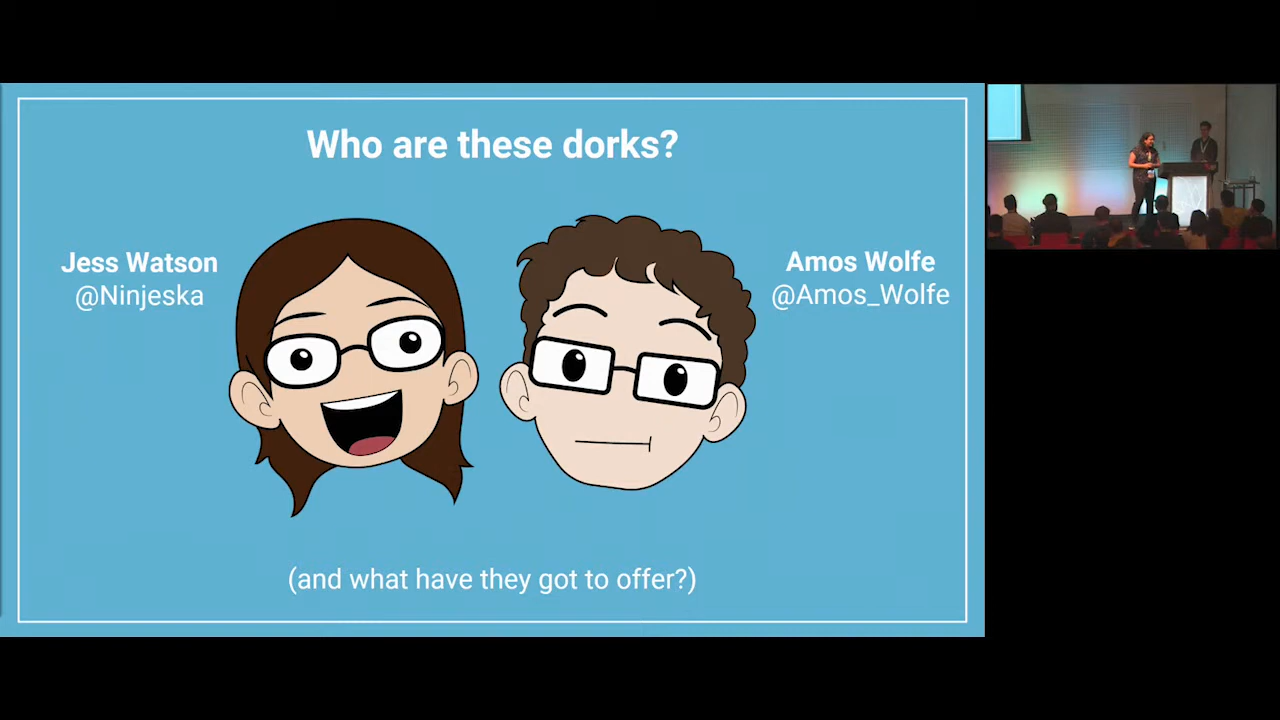 Who are these dorks?
Jess Watson
@Ninjeska
Amos Wolfe
@Amos_Wolfe
(and what have they got to offer?)